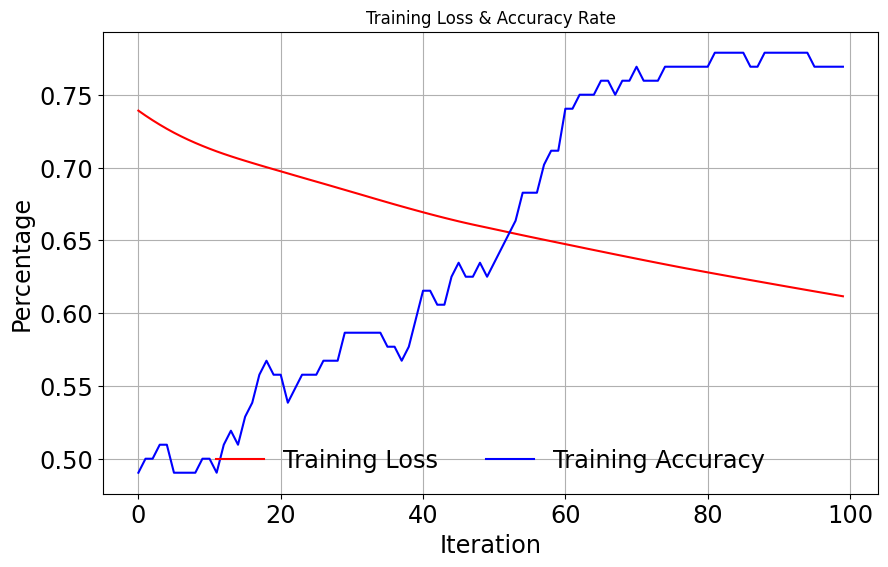 Training Loss & Accuracy Rate
0.75
0.70
0.65
0.60
0.55
0.50
Percentage
Training Loss
Training Accuracy
0 20 40 60 80 100
Iteration